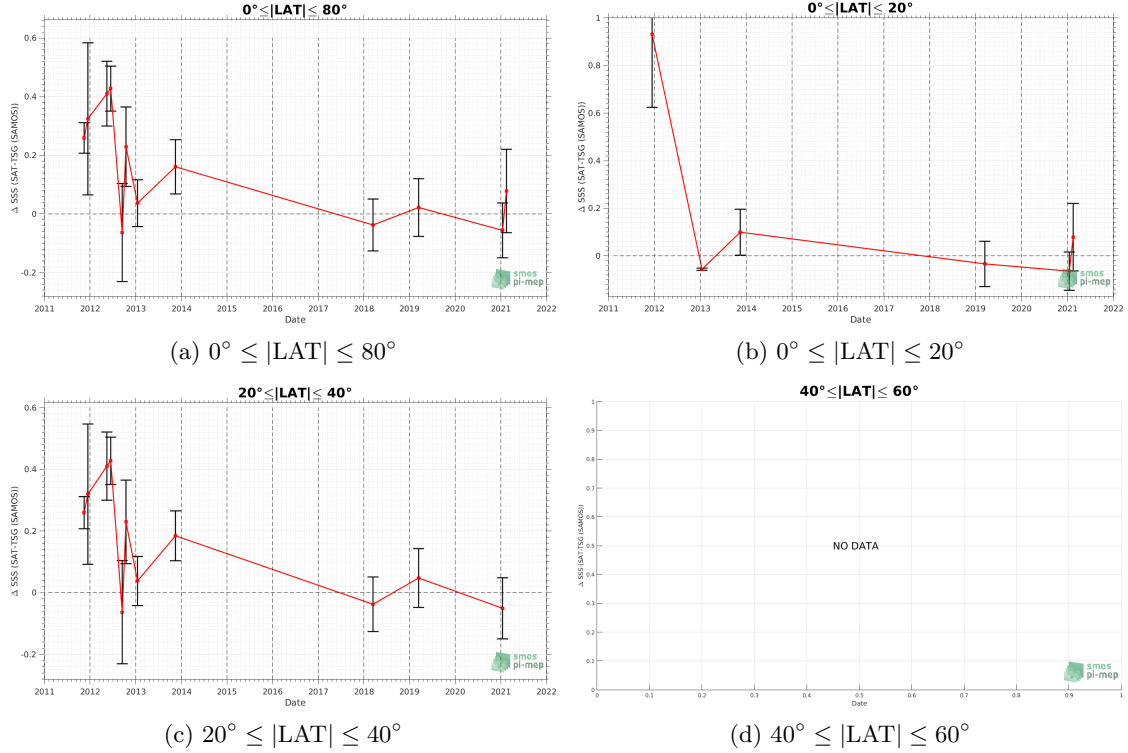 0°≤|LAT|≤ 80°
Δ SSS (SAT-TSG (SAMOS))
0.6
0.4
0.2
0
-0.2
2011 2012 2013 2014 2015 2016 2017 2018 2019 2020 2021 2022
Date
smos
pi-mep
(a) 0° ≤ |LAT| ≤ 80°
0°≤|LAT|≤ 20°
Δ SSS (SAT-TSG (SAMOS))
1
0.8
0.6
0.4
0.2
0
2011 2012 2013 2014 2015 2016 2017 2018 2019 2020 2021 2022
Date
smos
pi-mep
(b) 0° ≤ |LAT| ≤ 20°
20°≤|LAT|≤ 40°
Δ SSS (SAT-TSG (SAMOS))
0.6
0.4
0.2
0
-0.2
2011 2012 2013 2014 2015 2016 2017 2018 2019 2020 2021 2022
Date
smos
pi-mep
(c) 20° ≤ |LAT| ≤ 40°
40°≤|LAT|≤ 60°
Δ SSS (SAT-TSG (SAMOS))
1
0.9
0.8
0.7
0.6
0.5
0.4
0.3
0.2
0.1
0
NO DATA
0 0.1 0.2 0.3 0.4 0.5 0.6 0.7 0.8 0.9 1
Date
smos
pi-mep
(d) 40° ≤ |LAT| ≤ 60°